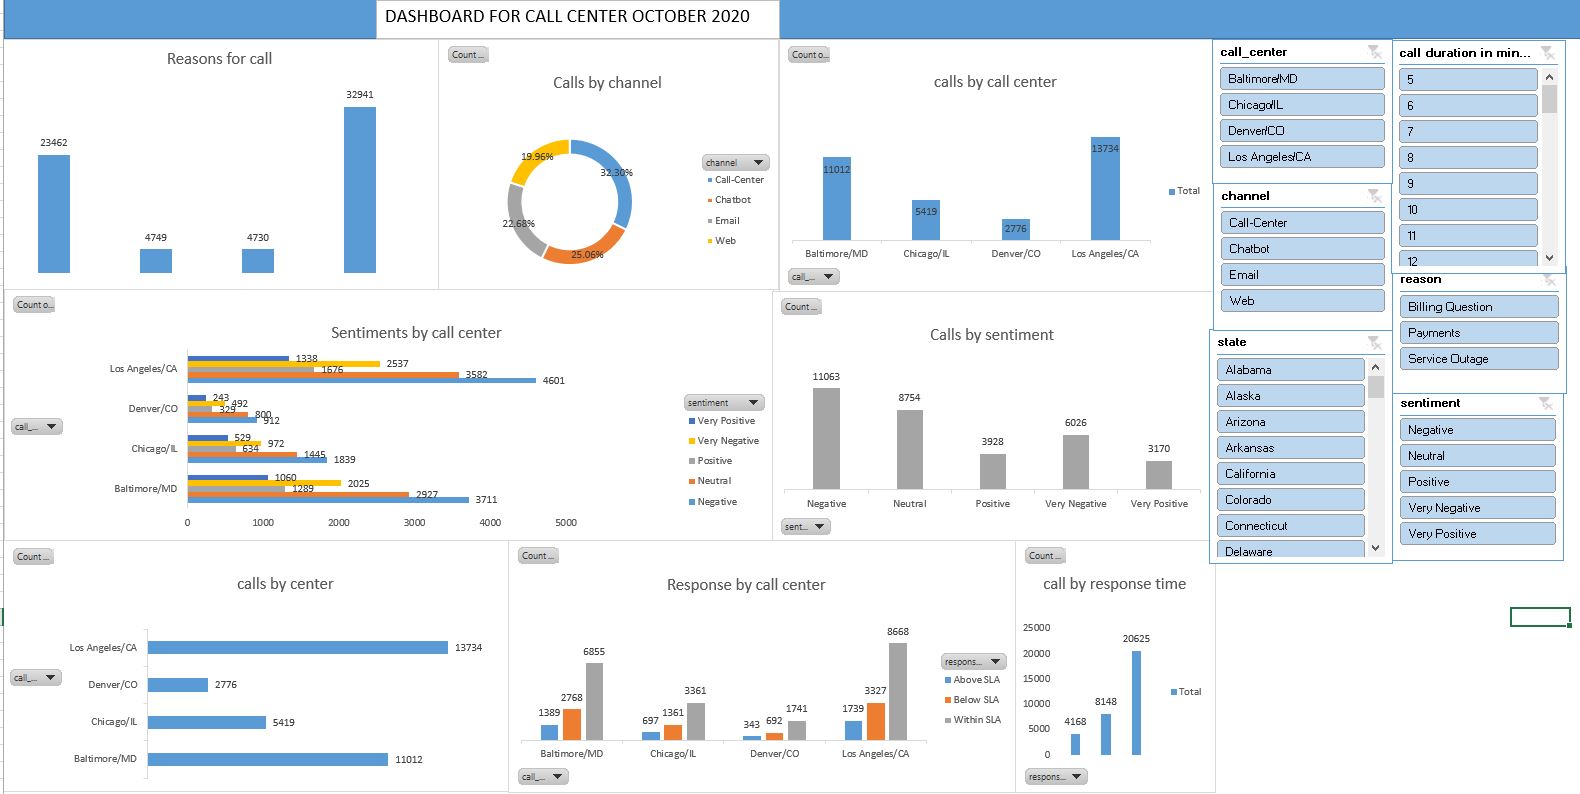 DASHBOARD FOR CALL CENTER OCTOBER 2020
Reasons for call
23462
4749
4730
32941
Count ...
Calls by channel
19.96%
32.30%
22.68%
25.06%
channel
Call-Center
Chatbot
Email
Web
Count o...
calls by call center
11012
5419
2776
13734
Baltimore/MD
Chicago/IL
Denver/CO
Los Angeles/CA
Total
call_...
call_center
Baltimore/MD
Chicago/IL
Denver/CO
Los Angeles/CA
channel
Call-Center
Chatbot
Email
Web
state
Alabama
Alaska
Arizona
Arkansas
California
Colorado
Connecticut
Delaware
call duration in min...
5
6
7
8
9
10
11
12
reason
Billing Question
Payments
Service Outage
sentiment
Negative
Neutral
Positive
Very Negative
Very Positive
Count o...
Sentiments by call center
Los Angeles/CA
1338
2537
1676
3582
4601
Denver/CO
243
492
329
800
912
Chicago/IL
529
972
634
1445
1839
Baltimore/MD
1060
2025
1289
2927
3711
0 1000 2000 3000 4000 5000
call_...
sentiment
Very Positive
Very Negative
Positive
Neutral
Negative
Count ...
Calls by sentiment
11063
8754
3928
6026
3170
Negative
Neutral
Positive
Very Negative
Very Positive
sent...
Count ...
calls by center
Los Angeles/CA
13734
Denver/CO
2776
Chicago/IL
5419
Baltimore/MD
11012
call_...
Count ...
Response by call center
1389
2768
6855
697
1361
3361
343
692
1741
1739
3327
8668
Baltimore/MD
Chicago/IL
Denver/CO
Los Angeles/CA
call_...
respons...
Above SLA
Below SLA
Within SLA
Count ...
call by response time
25000
20000
15000
10000
5000
0
4168
8148
20625
Total
respons...